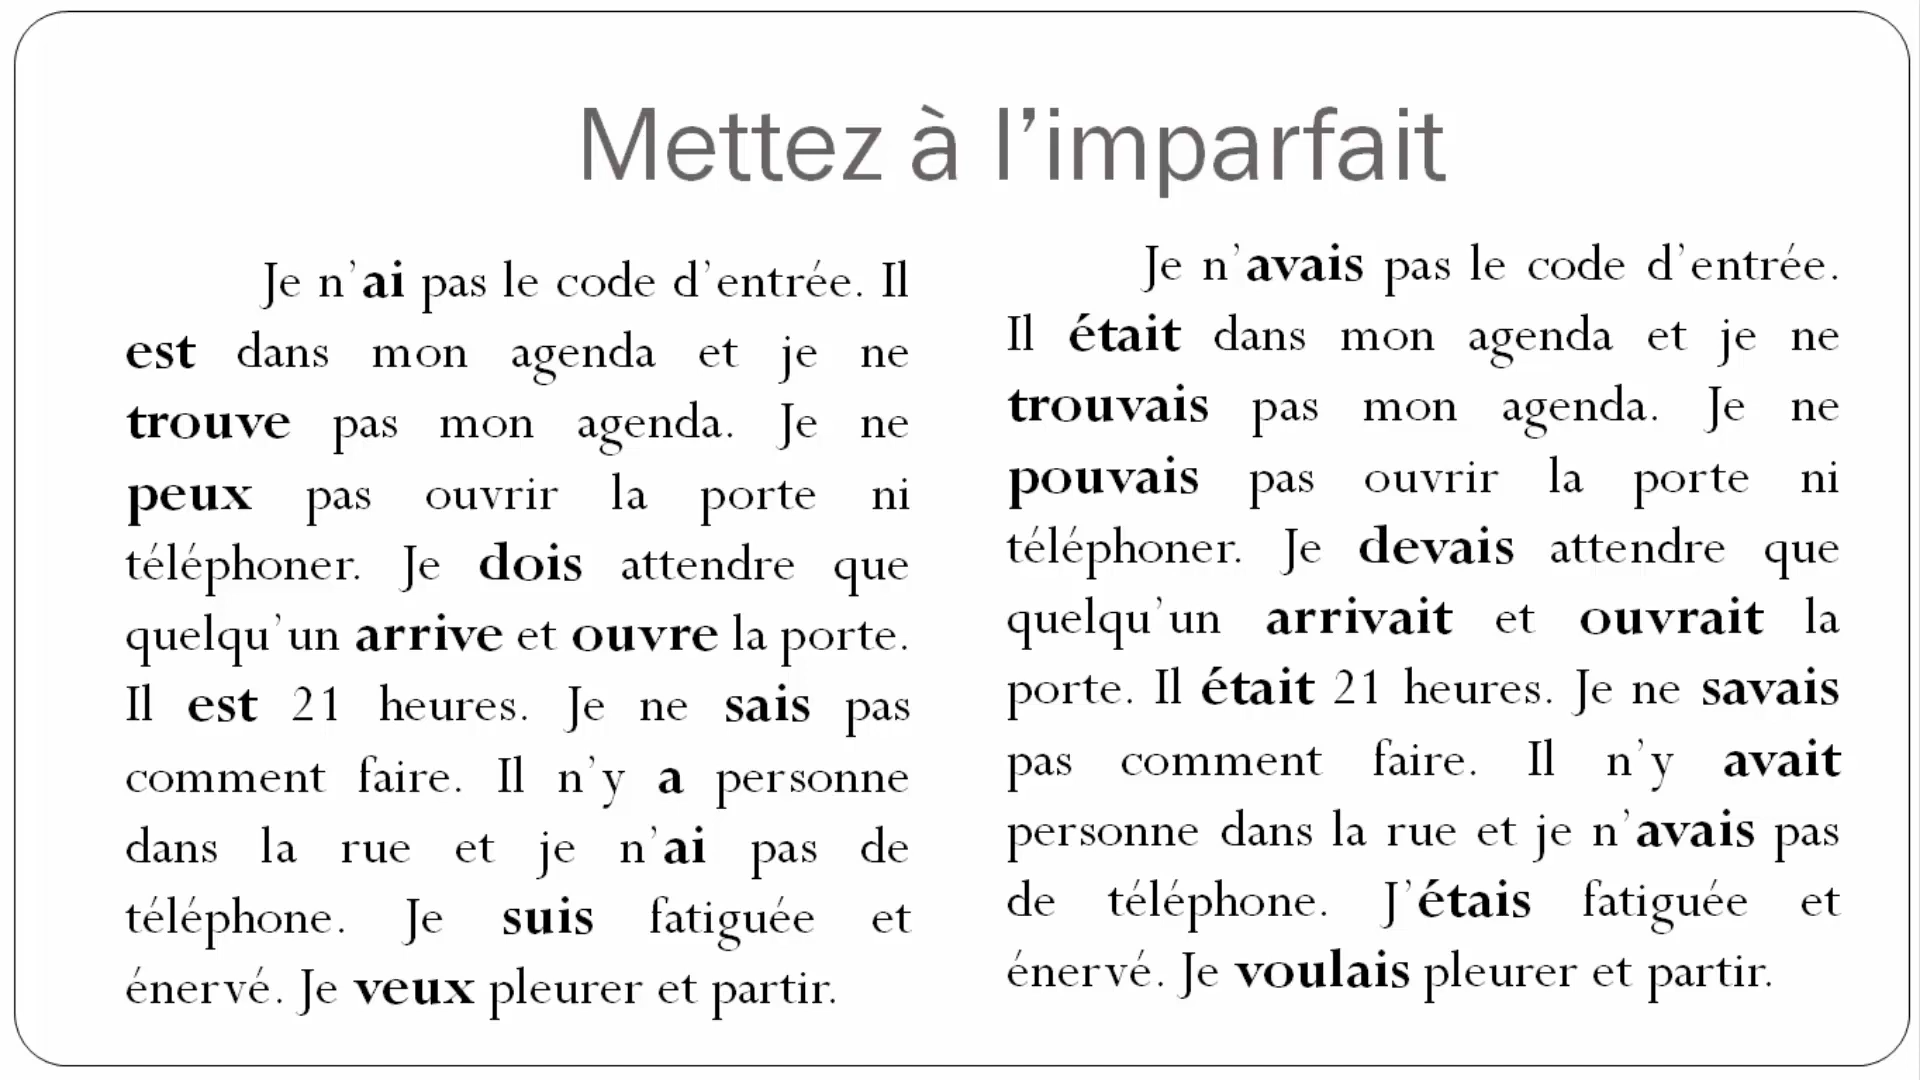 Mettez à l’imparfait
Je n’ai pas le code d’entrée. Il
est dans mon agenda et je ne
trouve pas mon agenda. Je ne
peux pas ouvrir la porte ni
téléphoner. Je dois attendre que
quelqu’un arrive et ouvre la porte.
Il est 21 heures. Je ne sais pas
comment faire. Il n’y a personne
dans la rue et je n’ai pas de
téléphone. Je suis fatiguée et
énervé. Je veux pleurer et partir.
Je n’avais pas le code d’entrée.
Il était dans mon agenda et je ne
trouvais pas mon agenda. Je ne
pouvais pas ouvrir la porte ni
téléphoner. Je devais attendre que
quelqu’un arrivait et ouvrait la
porte. Il était 21 heures. Je ne savais
pas comment faire. Il n’y avait
personne dans la rue et je n’avais pas
de téléphone. J’étais fatiguée et
énervé. Je voulais pleurer et partir.